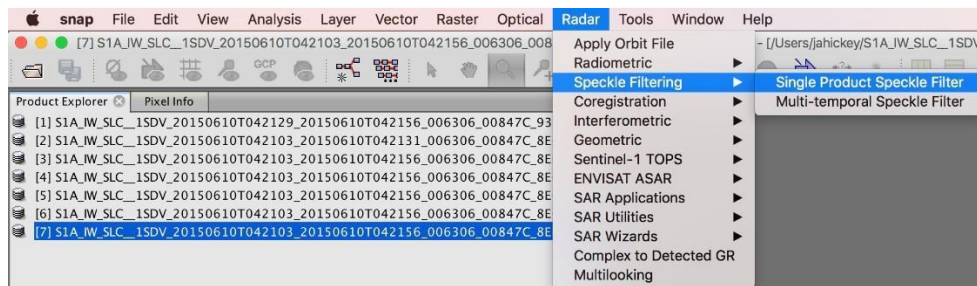 snap File Edit View Analysis Layer Vector Raster Optical Radar Tools Window Help
[7] S1A_IW_SLC__1SDV_20150610T042103_20150610T042156_006306_008
- [/Users/jahickey/S1A_IW_SLC__1SDV
GCP
Product Explorer Pixel Info
[1] S1A_IW_SLC__1SDV_20150610T042129_20150610T042156_006306_00847C_93
[2] S1A_IW_SLC__1SDV_20150610T042103_20150610T042131_006306_00847C_8E
[3] S1A_IW_SLC__1SDV_20150610T042103_20150610T042156_006306_00847C_8E
[4] S1A_IW_SLC__1SDV_20150610T042103_20150610T042156_006306_00847C_8E
[5] S1A_IW_SLC__1SDV_20150610T042103_20150610T042156_006306_00847C_8E
[6] S1A_IW_SLC__1SDV_20150610T042103_20150610T042156_006306_00847C_8E
[7] S1A_IW_SLC__1SDV_20150610T042103_20150610T042156_006306_00847C_8E
Apply Orbit File
Radiometric
Speckle Filtering
Coregistration
Interferometric
Geometric
Sentinel-1 TOPS
ENVISAT ASAR
SAR Applications
SAR Utilities
SAR Wizards
Complex to Detected GR
Multilooking
Single Product Speckle Filter
Multi-temporal Speckle Filter